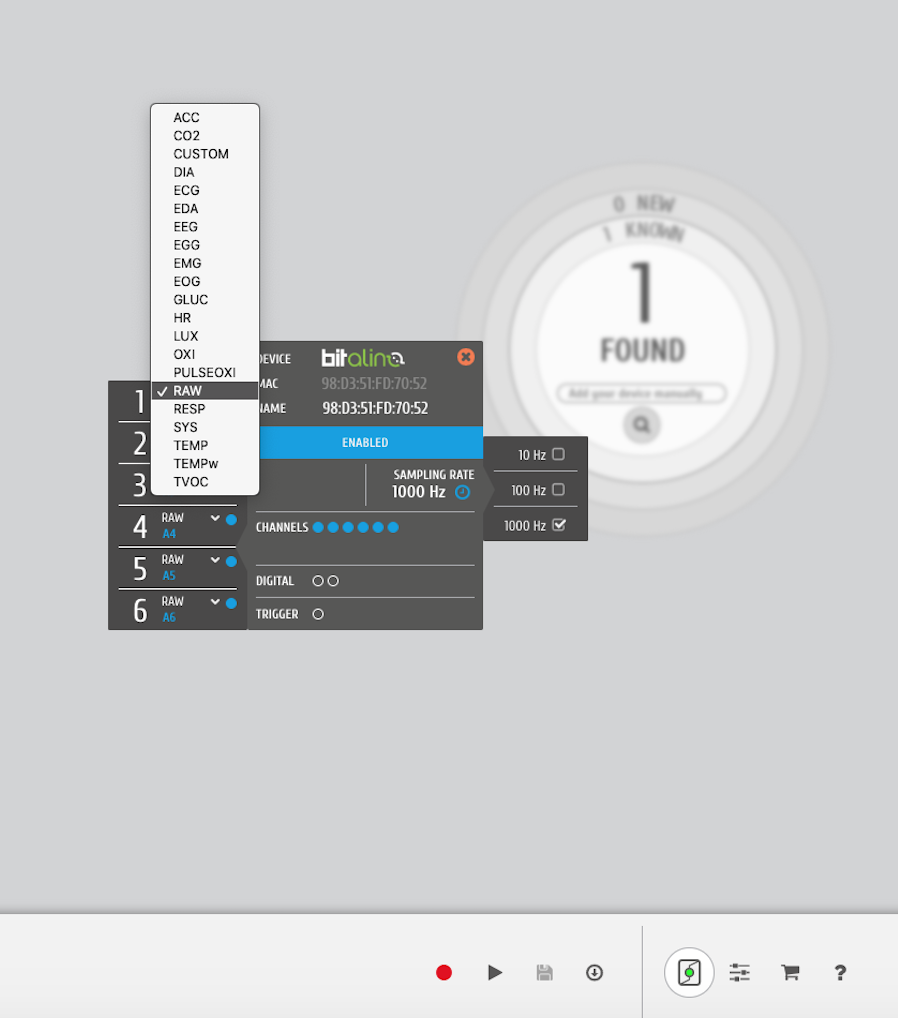 ACC
CO2
CUSTOM
DIA
ECG
EDA
EEG
EGG
EMG
EOG
GLUC
HR
LUX
OXI
PULSEOXI
RAW
RESP
SYS
TEMP
TEMPw
TVOC
1
2
3
4 RAW
A4
5 RAW
A5
6 RAW
A6
DEVICE bitalino
MAC 98:D3:51:FD:70:52
NAME 98:D3:51:FD:70:52
ENABLED
SAMPLING RATE
1000 Hz
CHANNELS
DIGITAL
TRIGGER
10 Hz
100 Hz
1000 Hz
0 NEW
1 KNOWN
1
FOUND
Add your device manually
?